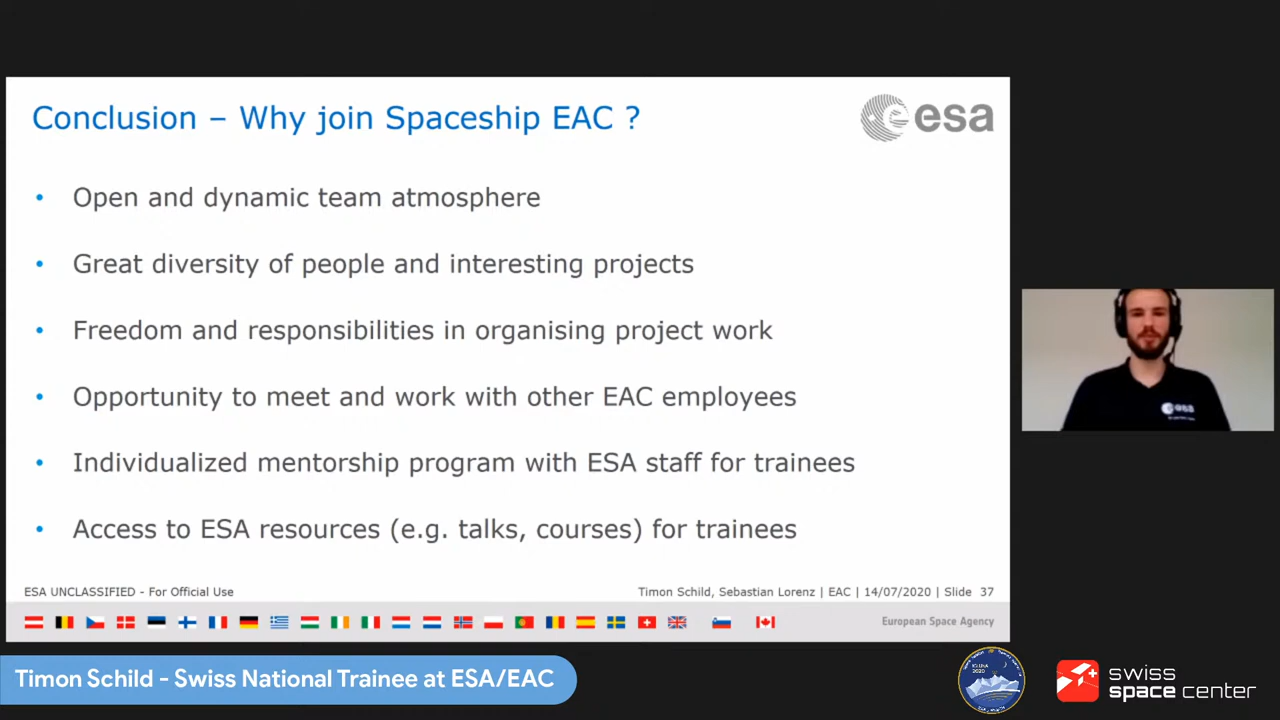 Conclusion – Why join Spaceship EAC ?
esa
• Open and dynamic team atmosphere
• Great diversity of people and interesting projects
• Freedom and responsibilities in organising project work
• Opportunity to meet and work with other EAC employees
• Individualized mentorship program with ESA staff for trainees
• Access to ESA resources (e.g. talks, courses) for trainees
ESA UNCLASSIFIED - For Official Use
Timon Schild, Sebastian Lorenz | EAC | 14/07/2020 | Slide 37
European Space Agency
esa
Timon Schild - Swiss National Trainee at ESA/EAC
2020
swiss
space center